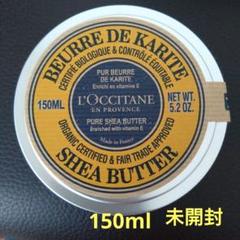 BEURRE DE KARITÉ
CERTIFIÉ BIOLOGIQUE & CONTRÔLÉ ÉQUITABLE
PUR BEURRE
DE KARITÉ
Enrichi en vitamine E
150ML
L'OCCITANE
EN PROVENCE
NET WT.
5.2 OZ.
PURE SHEA BUTTER
Enriched with vitamin E
Made in France
ORGANIC CERTIFIED & FAIR TRADE APPROVED
SHEA BUTTER
150ml 未開封